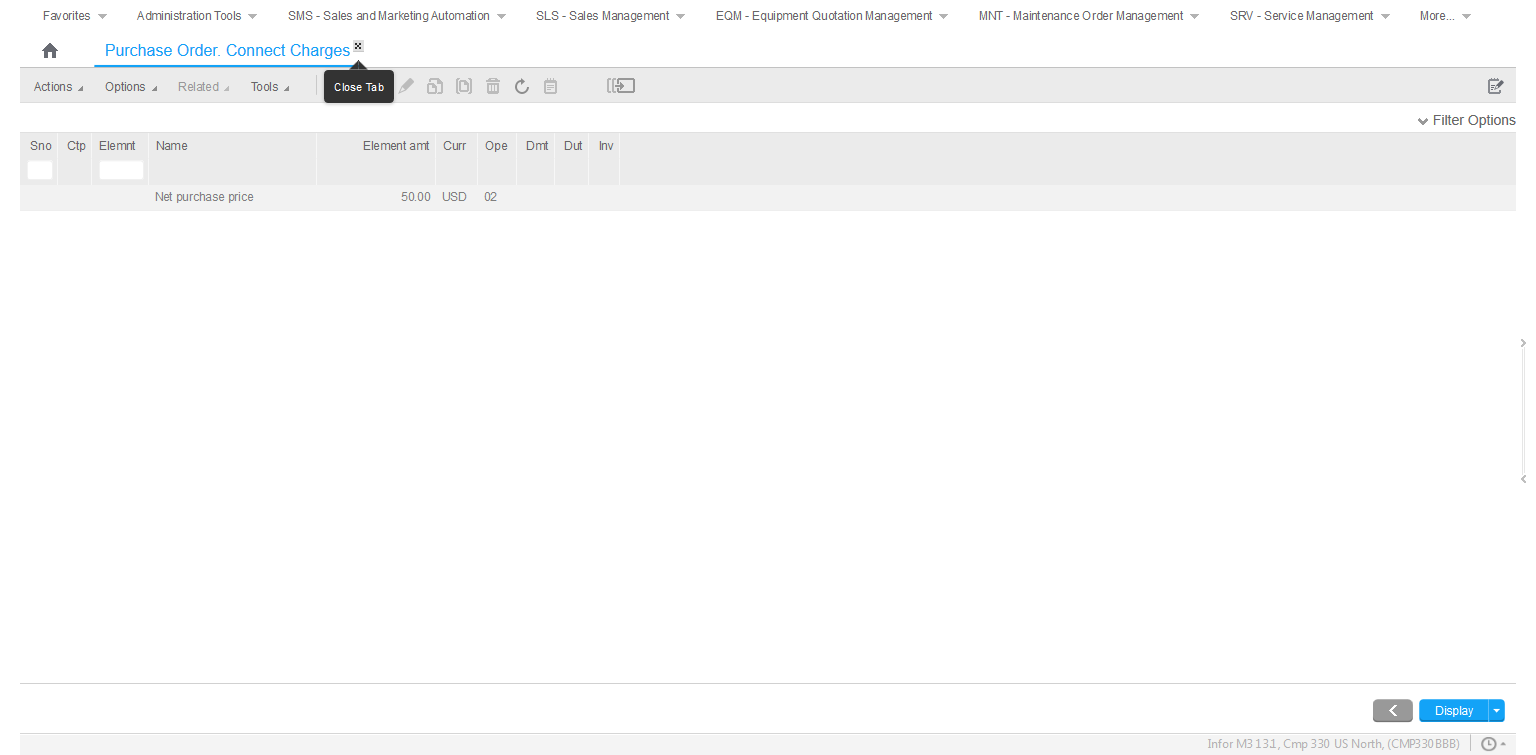 Favorites Administration Tools SMS - Sales and Marketing Automation SLS - Sales Management EQM - Equipment Quotation Management MNT - Maintenance Order Management SRV - Service Management More...
Purchase Order. Connect Charges
Actions Options Related Tools Close Tab
Filter Options
Sno Ctp Elemnt Name Element amt Curr Ope Dmt Dut Inv
Net purchase price 50.00 USD 02
Display
Infor M3 13.1, Cmp 330 US North, (CMP330BBB)